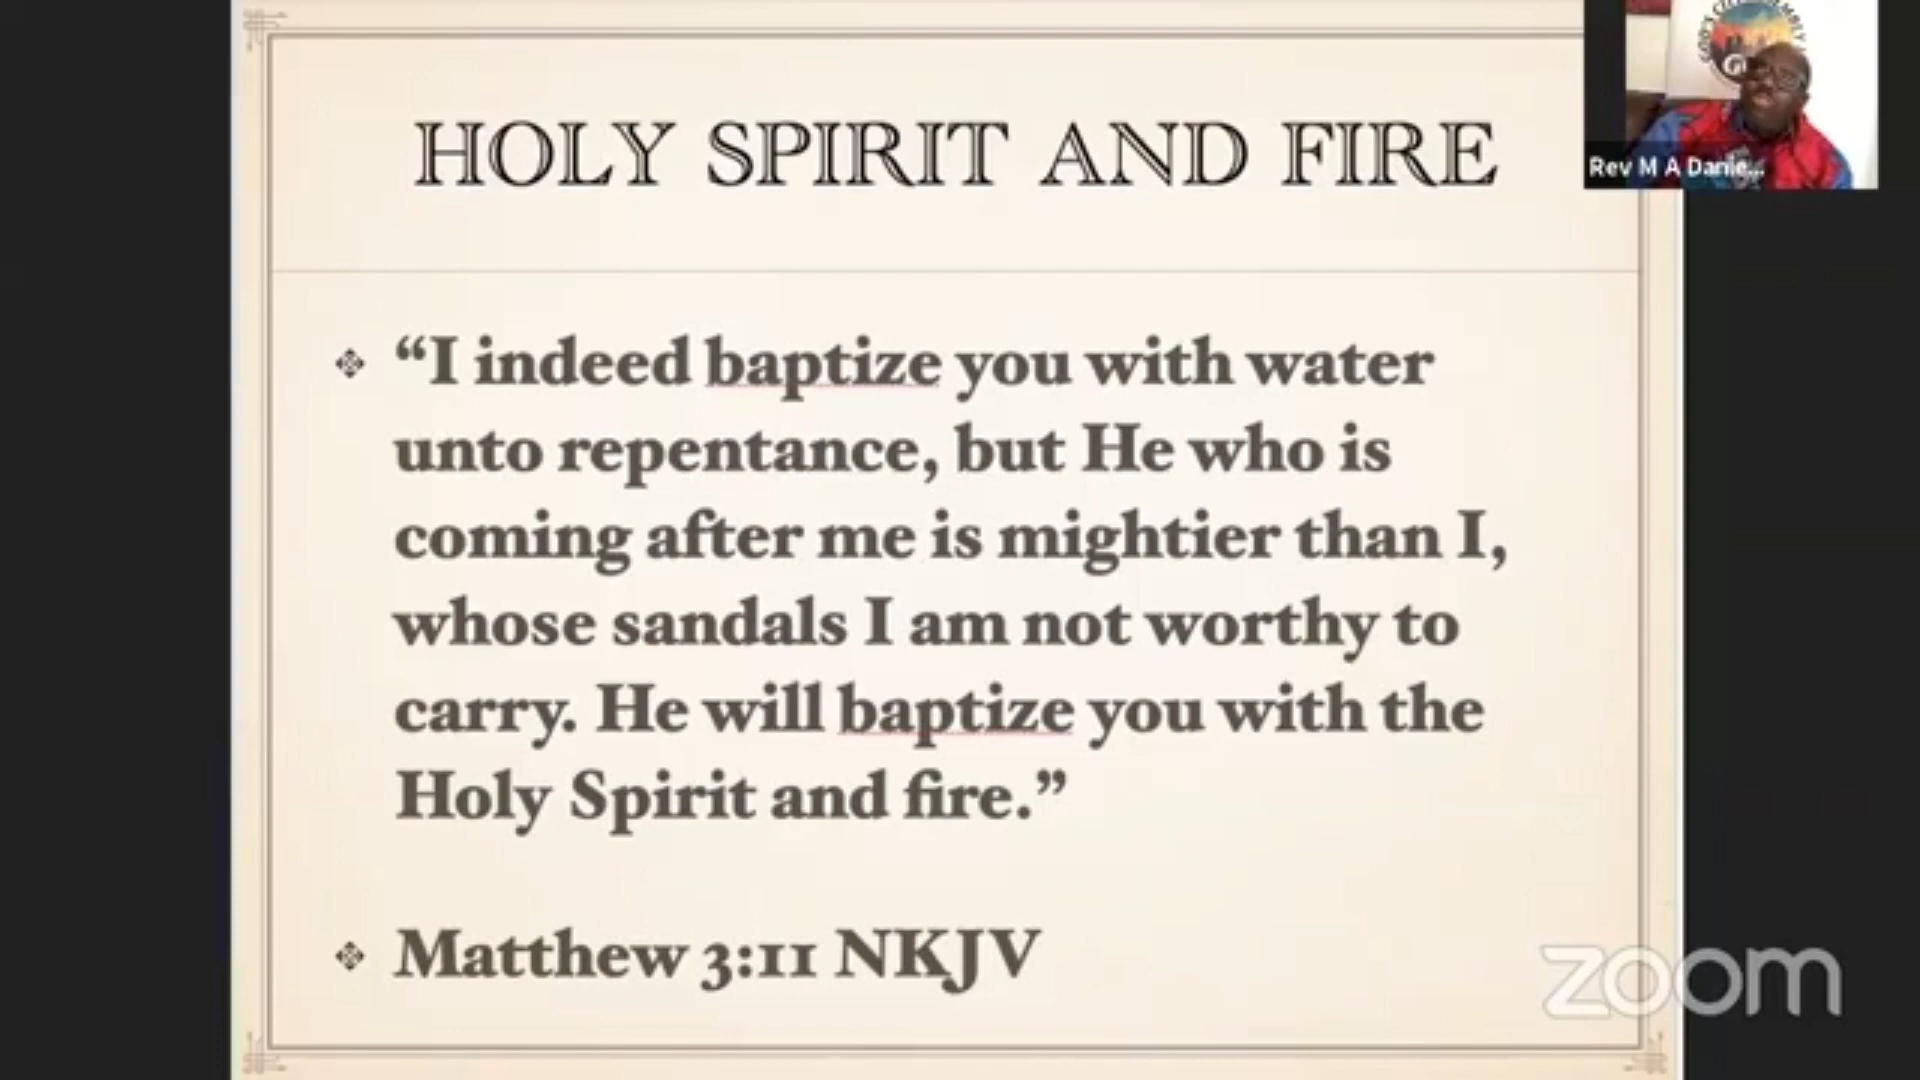 HOLY SPIRIT AND FIRE
“I indeed baptize you with water
unto repentance, but He who is
coming after me is mightier than I,
whose sandals I am not worthy to
carry. He will baptize you with the
Holy Spirit and fire.”
Matthew 3:11 NKJV
Rev M A Danie...
zoom